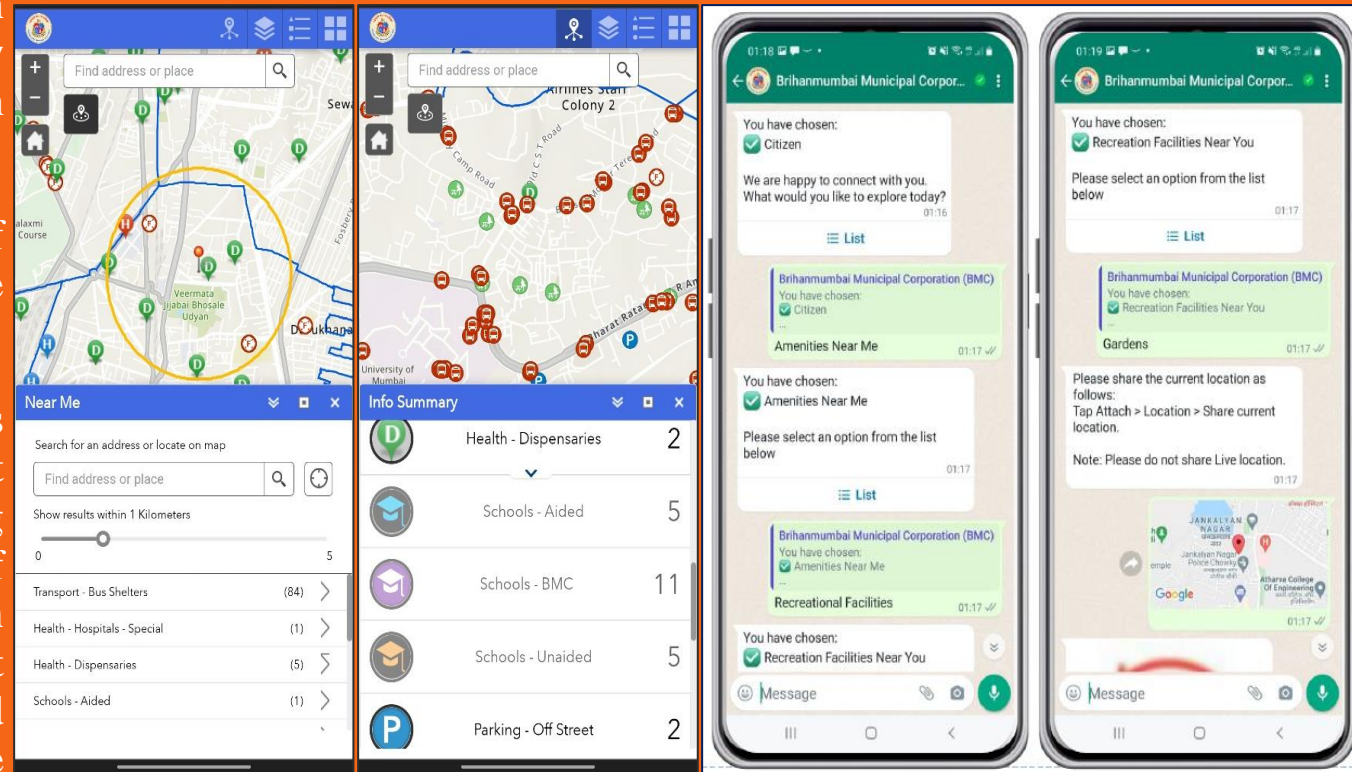 Find address or place
Sewr
alaxmi
Course
Fosbery
Veermata
Jijabai Bhosale
Udyan
Near Me
Search for an address or locate on map
Find address or place
Show results within 1 Kilometers
0
5
Transport - Bus Shelters (84)
Health - Hospitals - Special (1)
Health - Dispensaries (5)
Schools - Aided (1)
Find address or place
Airlines Staff
Colony 2
Camp Road
Old C S T Road
University of
Mumbai
Info Summary
Health - Dispensaries 2
Schools - Aided 5
Schools - BMC 11
Schools - Unaided 5
Parking - Off Street 2
01:18
Brihanmumbai Municipal Corpor...
You have chosen:
Citizen
We are happy to connect with you.
What would you like to explore today?
01:16
List
Brihanmumbai Municipal Corporation (BMC)
You have chosen:
Citizen
...
Amenities Near Me
01:17
You have chosen:
Amenities Near Me
Please select an option from the list
below
01:17
List
Brihanmumbai Municipal Corporation (BMC)
You have chosen:
Amenities Near Me
...
Recreational Facilities
01:17
You have chosen:
Recreation Facilities Near You
Message
01:19
Brihanmumbai Municipal Corpor...
You have chosen:
Recreation Facilities Near You
Please select an option from the list
below
01:17
List
Brihanmumbai Municipal Corporation (BMC)
You have chosen:
Recreation Facilities Near You
...
Gardens
01:17
Please share the current location as
follows:
Tap Attach > Location > Share current
location.
Note: Please do not share Live location.
01:17
JANKALYAN
NAGAR
Jankalyan Nagar
Police Chowky
emple
Atharva College
Of Engineering
Google
01:17
Message